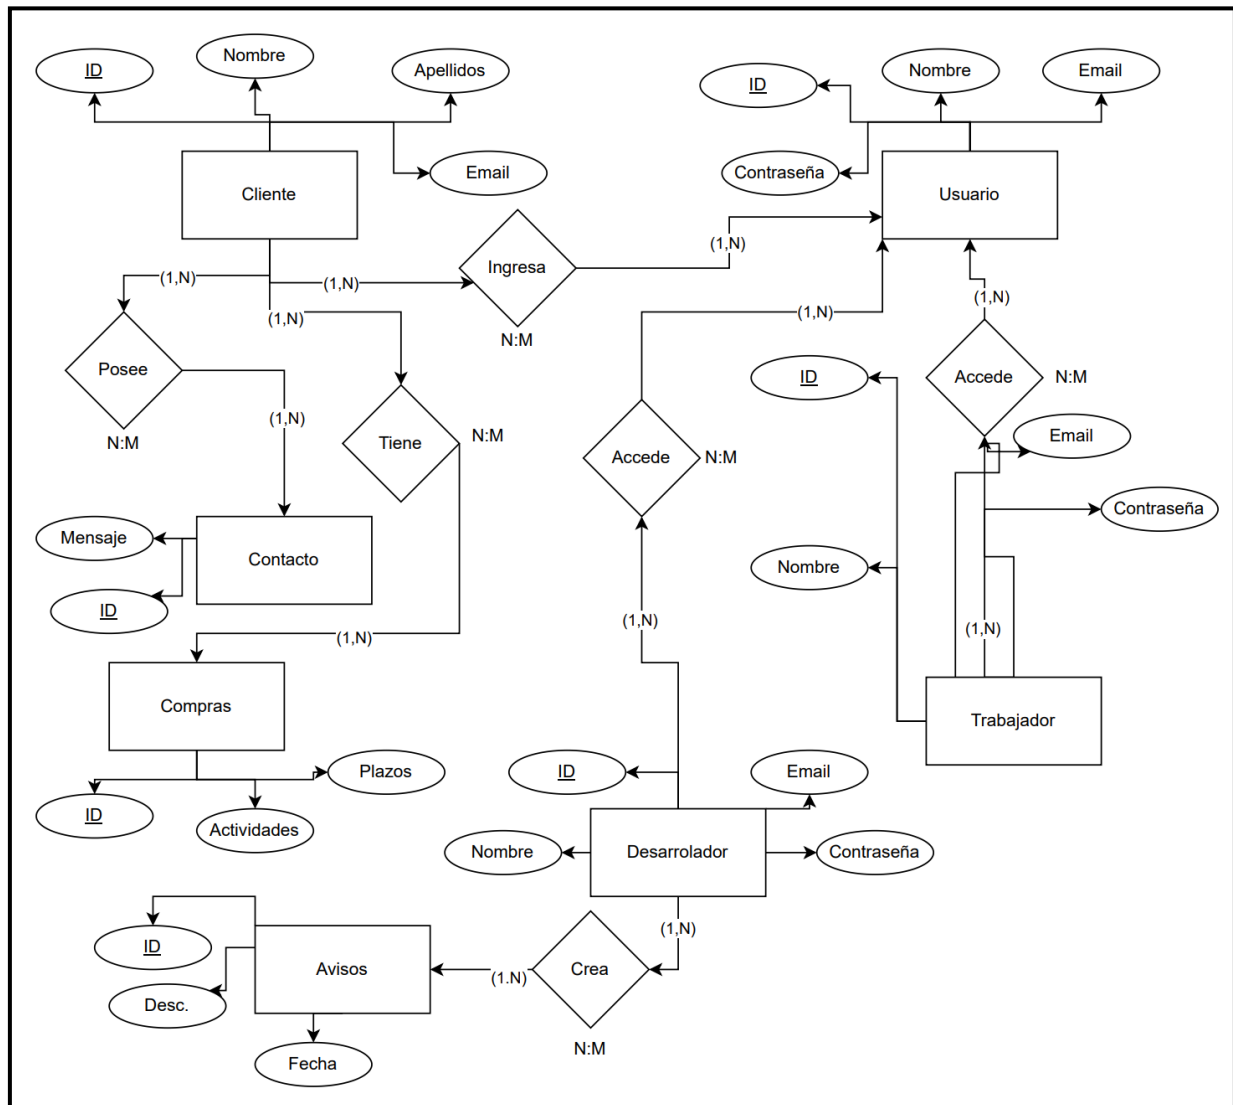 ID
Nombre
Apellidos
Email
Cliente
ID
Nombre
Email
Contraseña
Usuario
(1,N)
Ingresa
(1,N)
(1,N)
(1,N)
N:M
(1,N)
(1,N)
Posee
N:M
(1,N)
Tiene
N:M
ID
Accede
N:M
Email
Accede
N:M
Contraseña
Mensaje
Contacto
ID
Nombre
(1,N)
(1,N)
(1,N)
Compras
Trabajador
Plazos
ID
Actividades
ID
Email
Nombre
Desarrolador
Contraseña
(1,N)
ID
Avisos
(1.N)
Crea
Desc.
N:M
Fecha